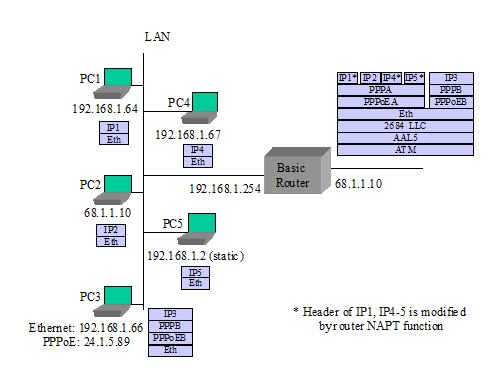 LAN
PC1
192.168.1.64
IP1
Eth
PC4
192.168.1.67
IP4
Eth
IP1* IP2 IP4* IP5* IP3
PPPA PPPB
PPPoEA PPPoEB
Eth
2684 LLC
AAL5
ATM
Basic
Router
192.168.1.254
68.1.1.10
PC2
68.1.1.10
IP2
Eth
PC5
192.168.1.2 (static)
IP5
Eth
PC3
Ethernet: 192.168.1.66
PPPoE: 24.1.5.89
IP3
PPPB
PPPoEB
Eth
* Header of IP1, IP4-5 is modified
by router NAPT function